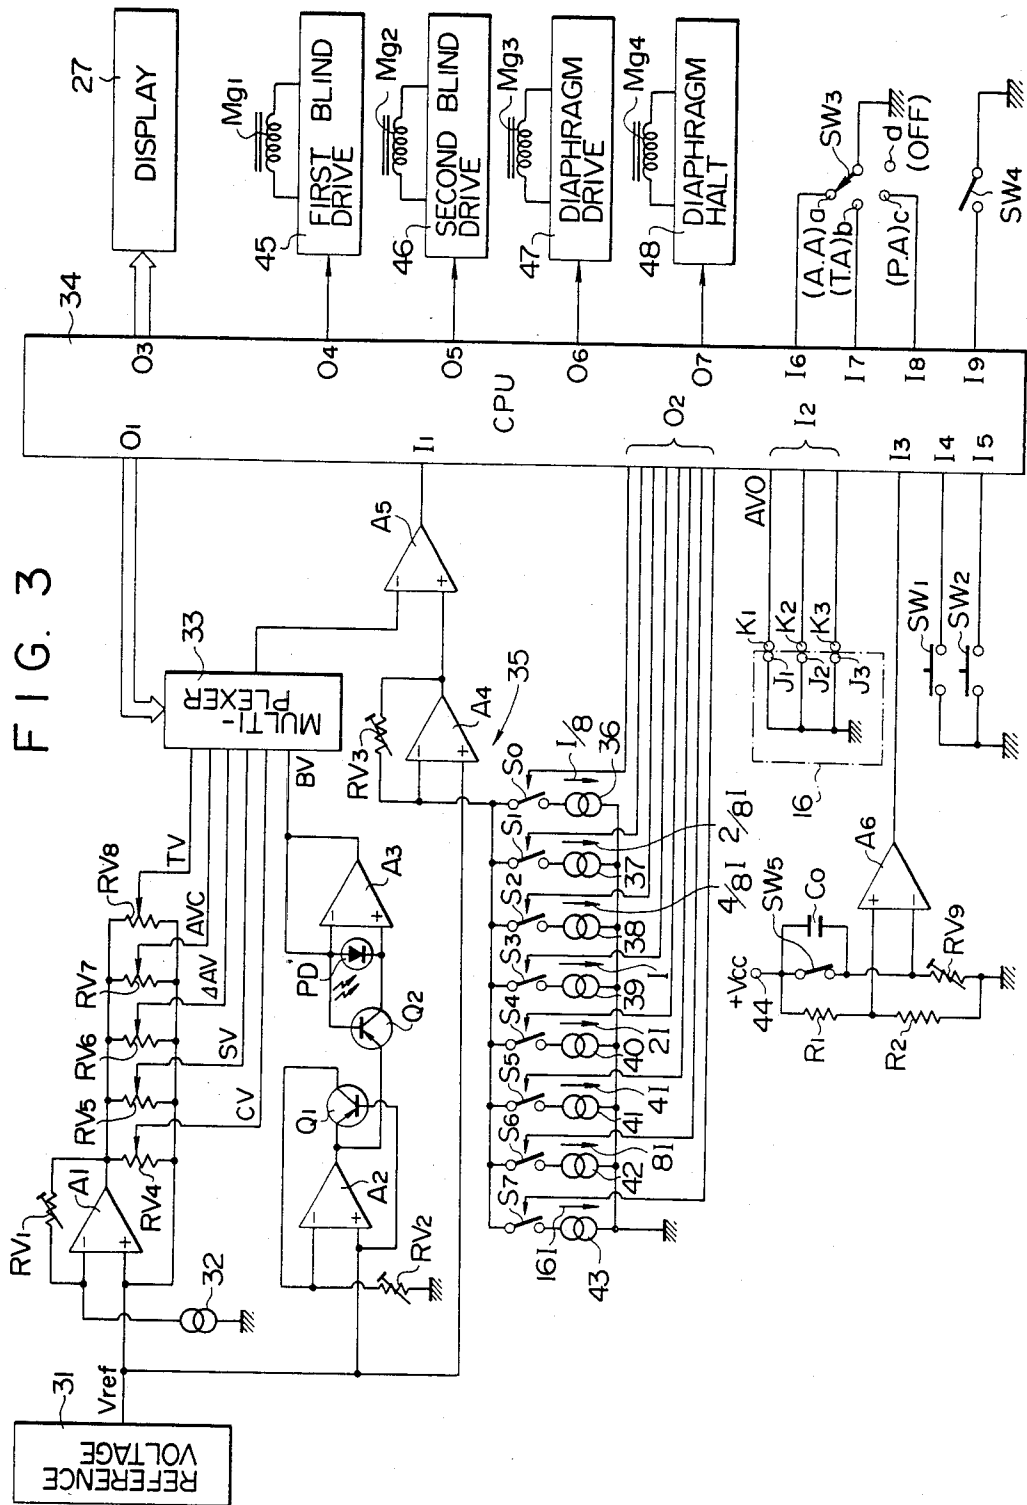 FIG. 3
31
REFERENCE
VOLTAGE
Vref
32
RV1
A1
RV4
RV5
RV6
RV7
RV8
CV
SV
ΔAV
AVC
TV
BV
33
MULTI-
PLEXER
A2
RV2
Q1
Q2
PD
A3
RV3
A4
A5
35
S7
S6
S5
S4
S3
S2
S1
S0
16I
8I
4I
2I
I
4/8I
2/8I
I/8
43
42
41
40
39
38
37
36
+Vcc
44
SW5
Co
R1
R2
RV9
A6
16
J1
J2
J3
K1
K2
K3
AVO
SW1
SW2
34
CPU
O1
I1
O2
I2
I3
I4
I5
O3
O4
O5
O6
O7
I6
I7
I8
I9
27
DISPLAY
45
FIRST BLIND
DRIVE
Mg1
46
SECOND BLIND
DRIVE
Mg2
47
DIAPHRAGM
DRIVE
Mg3
48
DIAPHRAGM
HALT
Mg4
(A.A)a
(T.A)b
(P.A)c
d
(OFF)
SW3
SW4